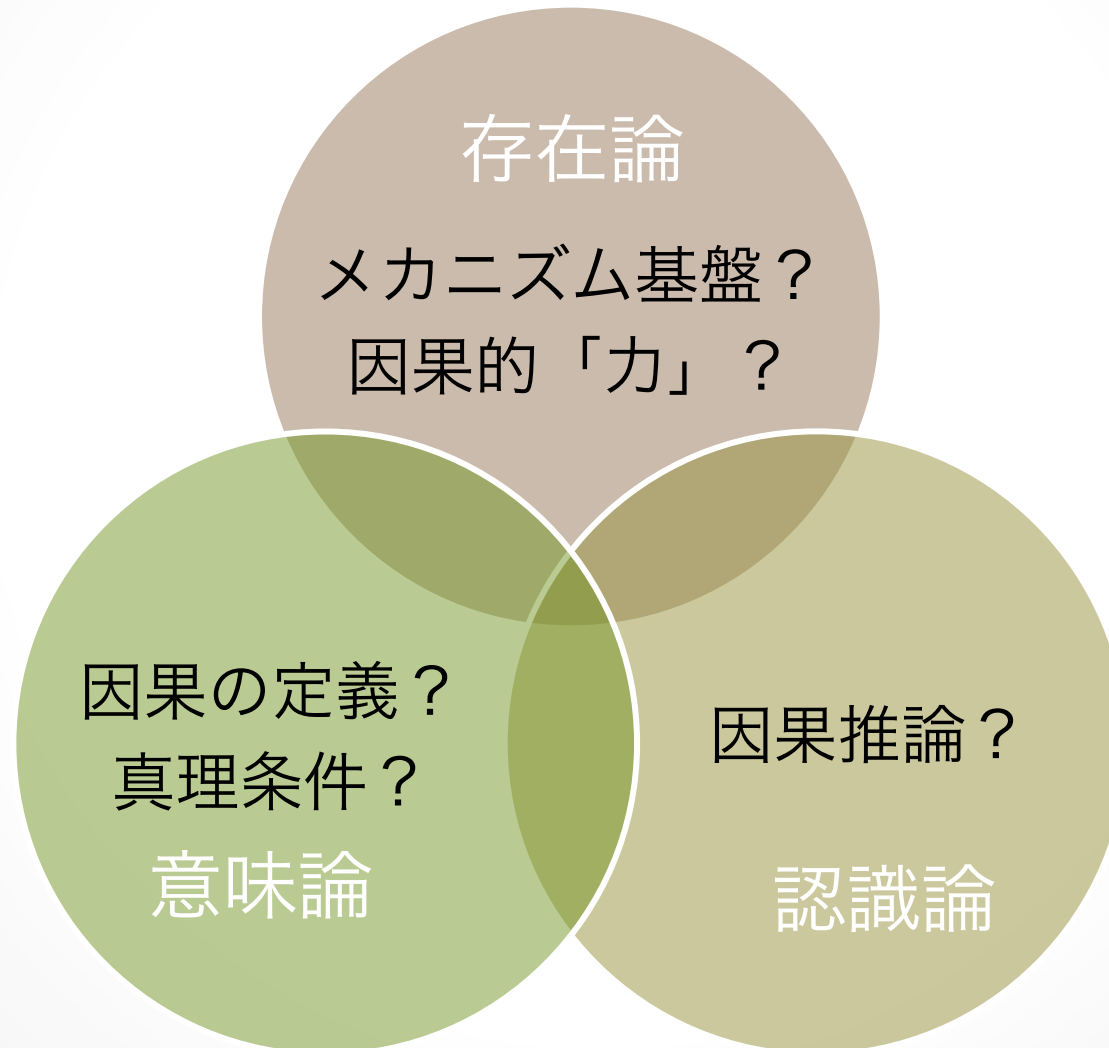 存在論
メカニズム基盤？
因果的「力」？
因果の定義？
真理条件？
意味論
因果推論？
認識論